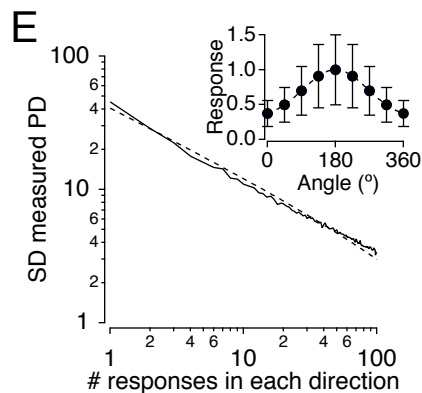 E
100
6
4
2
10
6
4
2
1
SD measured PD
1 2 4 6 10 2 4 6 100
# responses in each direction
1.5
1.0
0.5
0.0
Response
0 180 360
Angle (º)